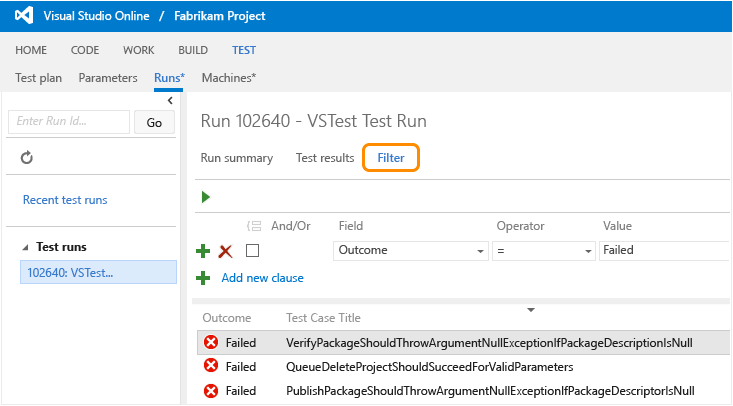 Visual Studio Online / Fabrikam Project
HOME CODE WORK BUILD TEST
Test plan Parameters Runs* Machines*
Enter Run Id... Go
Recent test runs
Test runs
102640: VSTest...
Run 102640 - VSTest Test Run
Run summary Test results Filter
And/Or Field Operator Value
Outcome = Failed
Add new clause
Outcome Test Case Title
Failed VerifyPackageShouldThrowArgumentNullExceptionIfPackageDescriptionIsNull
Failed QueueDeleteProjectShouldSucceedForValidParameters
Failed PublishPackageShouldThrowArgumentNullExceptionIfPackageDescriptorIsNull